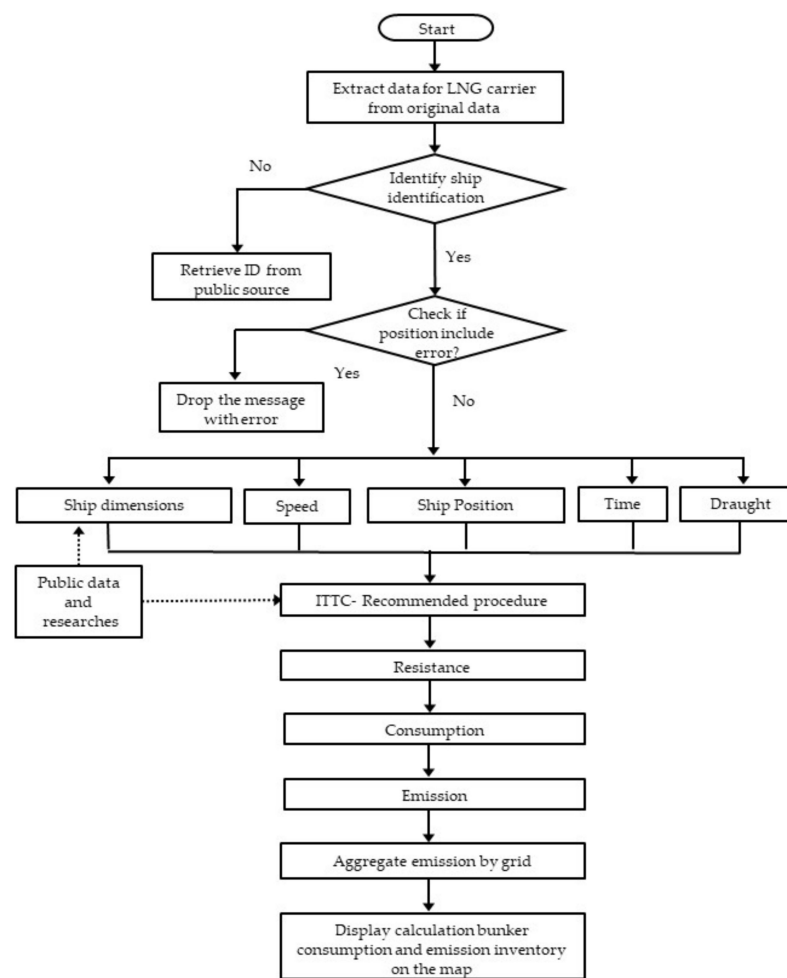 Start
Extract data for LNG carrier
from original data
No
Identify ship
identification
Yes
Retrieve ID from
public source
Check if
position include
error?
Yes
No
Drop the message
with error
Ship dimensions
Speed
Ship Position
Time
Draught
Public data
and
researches
ITTC- Recommended procedure
Resistance
Consumption
Emission
Aggregate emission by grid
Display calculation bunker
consumption and emission inventory
on the map